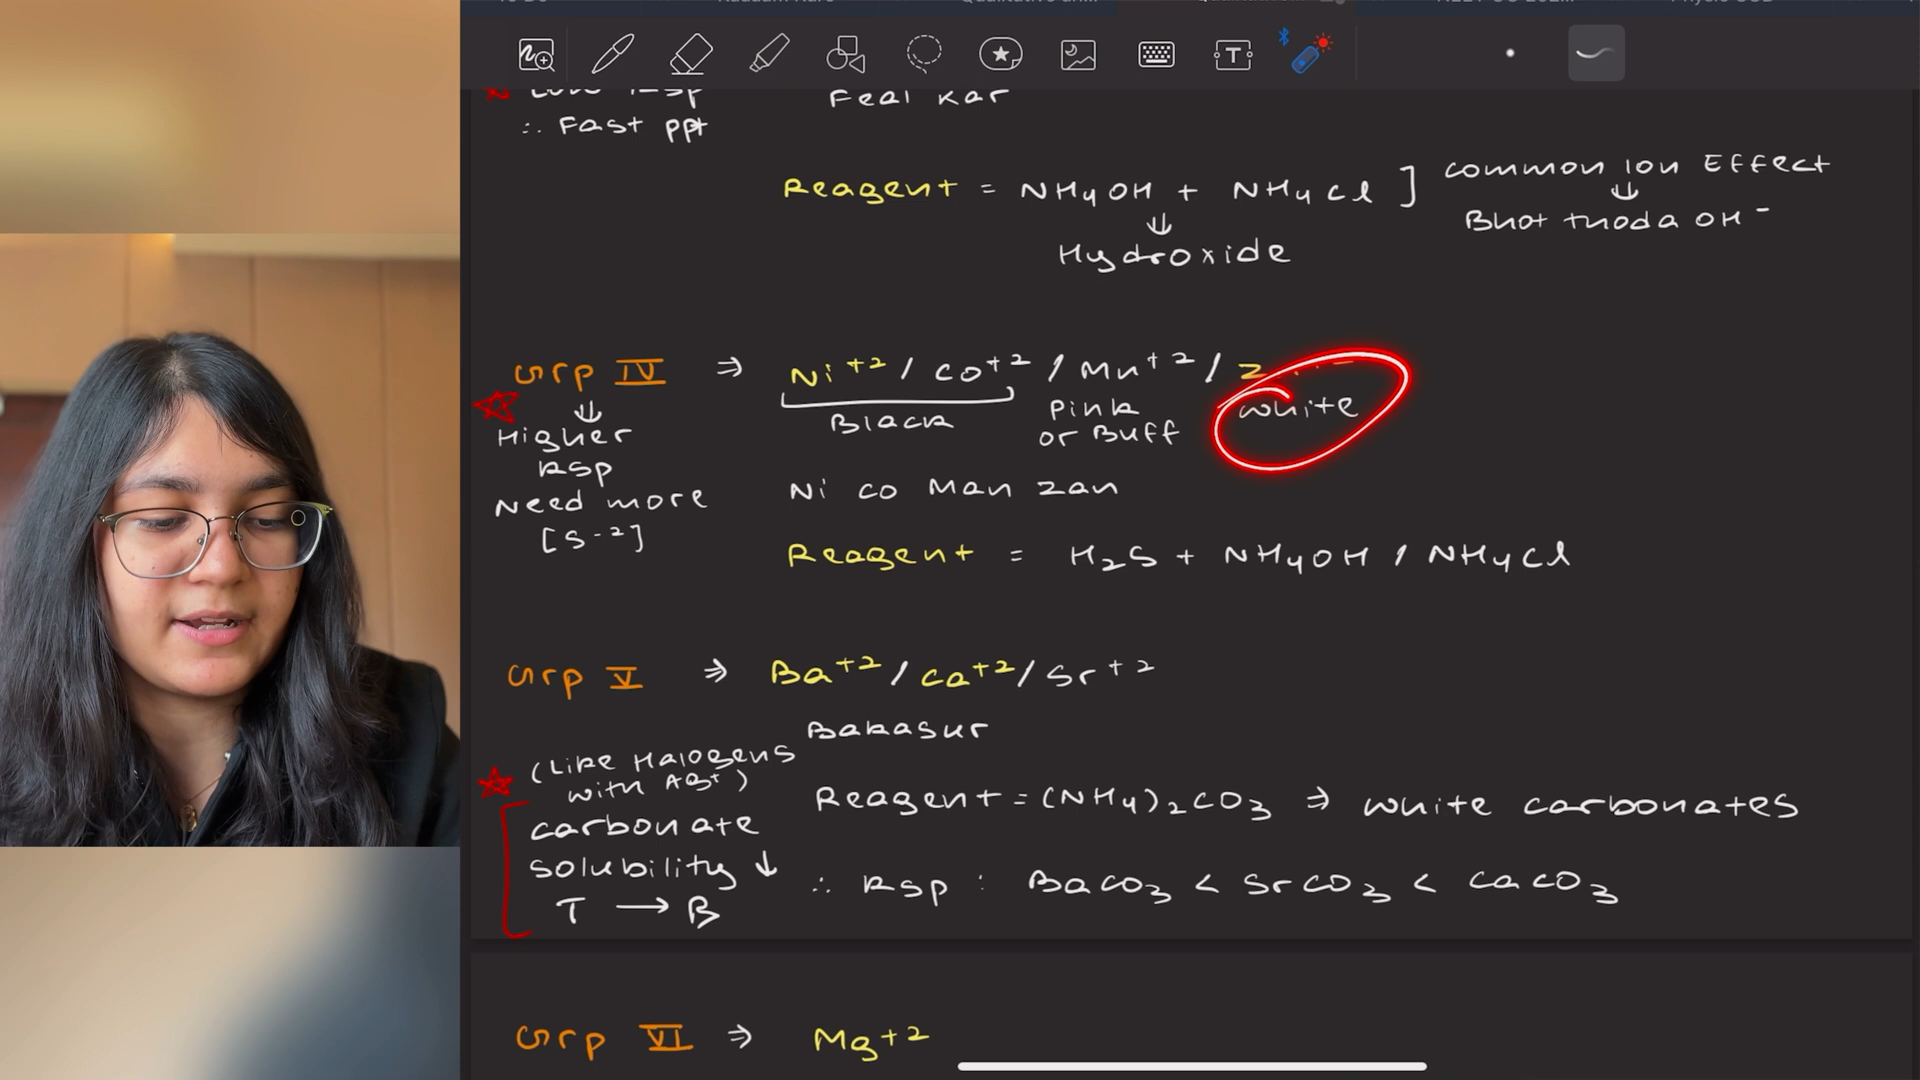 ∴ Fast ppt
Feal Kar
Reagent = NH4OH + NH4Cl ] Common Ion Effect
↓
Hydroxide
↓
Bhot thoda OH-
Grp IV ⇒ Ni+2 / Co+2 / Mn+2 /
Black
Pink
or Buff
White
↓
Higher
Ksp
Need more
[S-2]
Ni Co Man Zan
Reagent = H2S + NH4OH / NH4Cl
Grp V ⇒ Ba+2 / Ca+2 / Sr+2
Bakasur
(Like Halogens
with Ag+)
Carbonate
solubility ↓
T → B
Reagent = (NH4)2CO3 ⇒ White carbonates
∴ Ksp : BaCO3 < SrCO3 < CaCO3
Grp VI ⇒ Mg+2